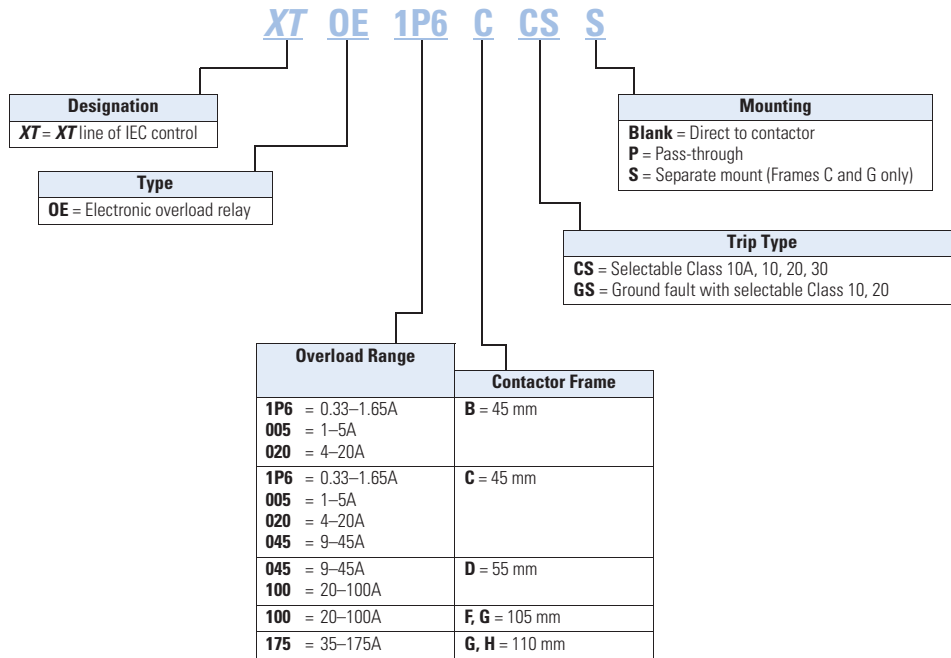 XT OE 1P6 C CS S
Designation
XT = XT line of IEC control
Type
OE = Electronic overload relay
Mounting
Blank = Direct to contactor
P = Pass-through
S = Separate mount (Frames C and G only)
Trip Type
CS = Selectable Class 10A, 10, 20, 30
GS = Ground fault with selectable Class 10, 20
Overload Range
Contactor Frame
1P6 = 0.33–1.65A B = 45 mm
005 = 1–5A
020 = 4–20A
1P6 = 0.33–1.65A C = 45 mm
005 = 1–5A
020 = 4–20A
045 = 9–45A
045 = 9–45A D = 55 mm
100 = 20–100A
100 = 20–100A F, G = 105 mm
175 = 35–175A G, H = 110 mm